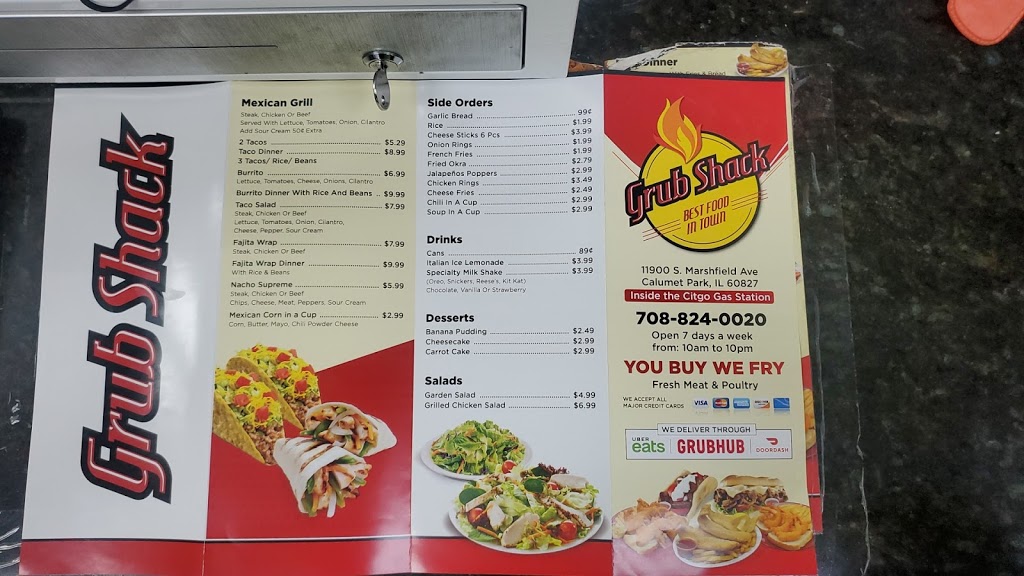 Grub Shack
Mexican Grill
Steak, Chicken Or Beef
Served With Lettuce, Tomatoes, Onion, Cilantro
Add Sour Cream 50¢ Extra
2 Tacos $5.29
Taco Dinner $8.99
3 Tacos/ Rice/ Beans
Burrito $6.99
Lettuce, Tomatoes, Cheese, Onions, Cilantro
Burrito Dinner With Rice And Beans $9.99
Taco Salad $7.99
Steak, Chicken Or Beef
Lettuce, Tomatoes, Onion, Cilantro,
Cheese, Pepper, Sour Cream
Fajita Wrap $7.99
Steak, Chicken Or Beef
Fajita Wrap Dinner $9.99
With Rice & Beans
Nacho Supreme $5.99
Steak, Chicken Or Beef
Chips, Cheese, Meat, Peppers, Sour Cream
Mexican Corn in a Cup $2.99
Corn, Butter, Mayo, Chili Powder Cheese
Side Orders
Garlic Bread 99¢
Rice $1.99
Cheese Sticks 6 Pcs $3.99
Onion Rings $1.99
French Fries $1.99
Fried Okra $2.79
Jalapeños Poppers $2.99
Chicken Rings $3.49
Cheese Fries $2.49
Chili In A Cup $2.99
Soup In A Cup $2.99
Drinks
Cans 89¢
Italian Ice Lemonade $3.99
Specialty Milk Shake $3.99
(Oreo, Snickers, Reese's, Kit Kat)
Chocolate, Vanilla Or Strawberry
Desserts
Banana Pudding $2.49
Cheesecake $2.99
Carrot Cake $2.99
Salads
Garden Salad $4.99
Grilled Chicken Salad $6.99
Dinner
Grub Shack
BEST FOOD
IN TOWN
11900 S. Marshfield Ave
Calumet Park, IL 60827
Inside the Citgo Gas Station
708-824-0020
Open 7 days a week
from: 10am to 10pm
YOU BUY WE FRY
Fresh Meat & Poultry
WE ACCEPT ALL
MAJOR CREDIT CARDS
VISA
WE DELIVER THROUGH
UBER
eats GRUBHUB DOORDASH